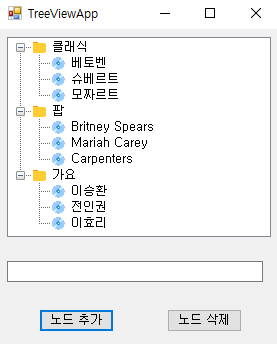 TreeViewApp
클래식
베토벤
슈베르트
모짜르트
팝
Britney Spears
Mariah Carey
Carpenters
가요
이승환
전인권
이효리
노드 추가 노드 삭제